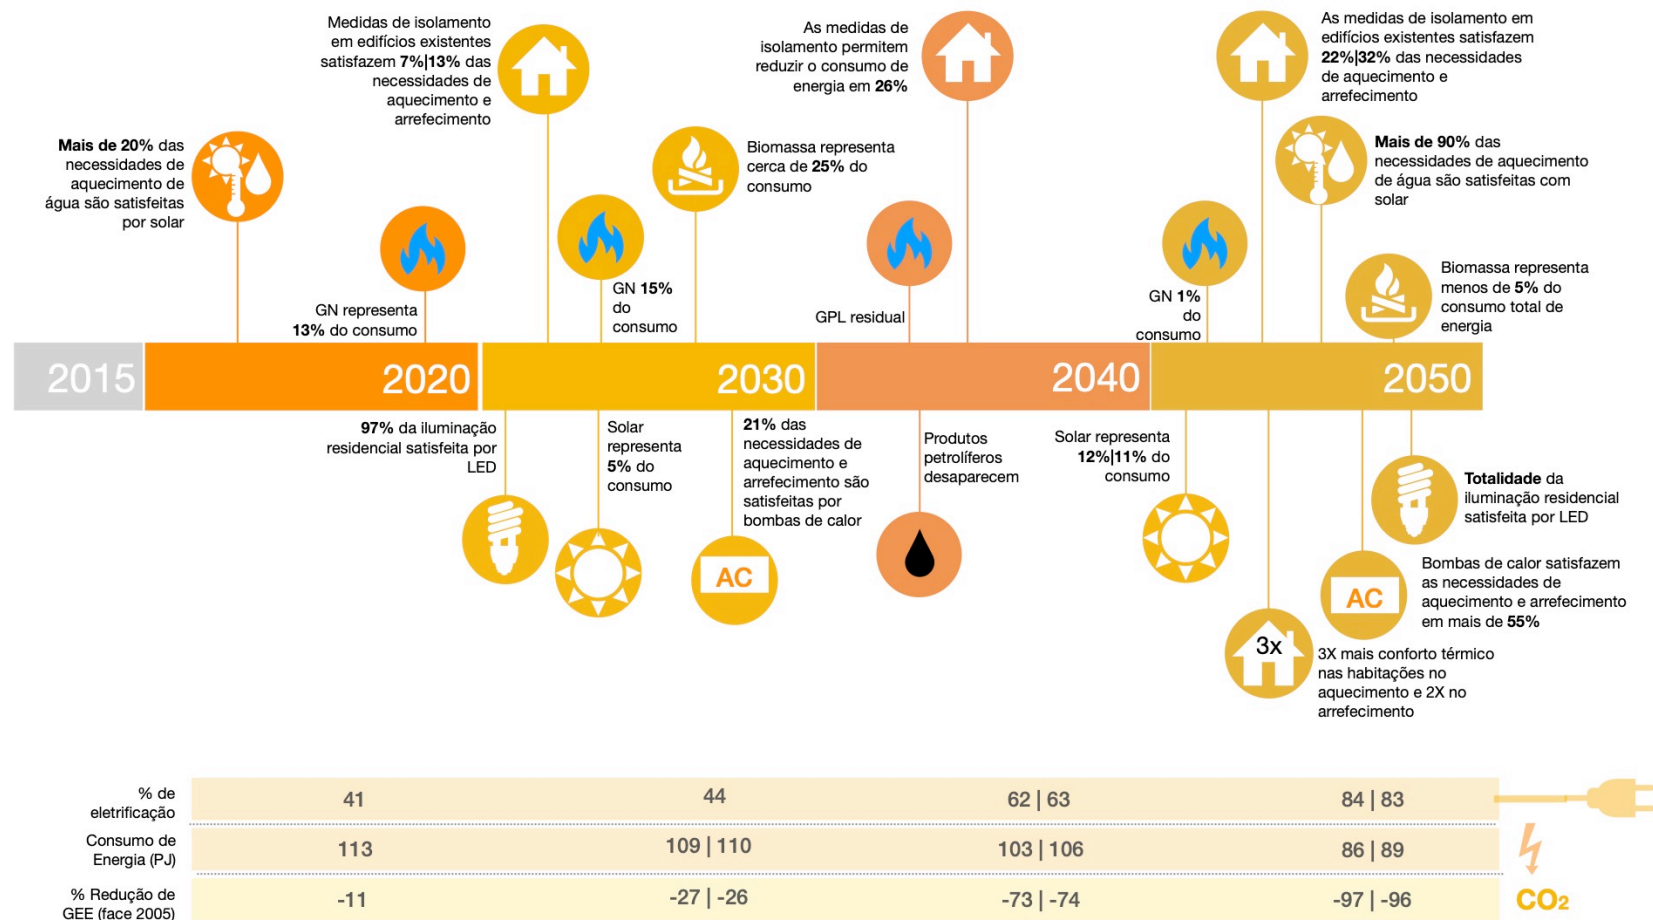 Mais de 20% das
necessidades de
aquecimento de
água são satisfeitas
por solar
GN representa
13% do consumo
Medidas de isolamento
em edifícios existentes
satisfazem 7%|13% das
necessidades de
aquecimento e
arrefecimento
GN 15%
do
consumo
Biomassa representa
cerca de 25% do
consumo
As medidas de
isolamento permitem
reduzir o consumo de
energia em 26%
GPL residual
GN 1%
do
consumo
As medidas de isolamento em
edifícios existentes satisfazem
22%|32% das necessidades
de aquecimento e
arrefecimento
Mais de 90% das
necessidades de aquecimento
de água são satisfeitas com
solar
Biomassa representa
menos de 5% do
consumo total de
energia
2015
2020
2030
2040
2050
97% da iluminação
residencial satisfeita por
LED
Solar
representa
5% do
consumo
21% das
necessidades de
aquecimento e
arrefecimento são
satisfeitas por
bombas de calor
AC
Produtos
petrolíferos
desaparecem
Solar representa
12%|11% do
consumo
Totalidade da
iluminação residencial
satisfeita por LED
AC
Bombas de calor satisfazem
as necessidades de
aquecimento e arrefecimento
em mais de 55%
3x
3X mais conforto térmico
nas habitações no
aquecimento e 2X no
arrefecimento
% de
eletrificação
41
44
62 | 63
84 | 83
Consumo de
Energia (PJ)
113
109 | 110
103 | 106
86 | 89
% Redução de
GEE (face 2005)
-11
-27 | -26
-73 | -74
-97 | -96
CO2